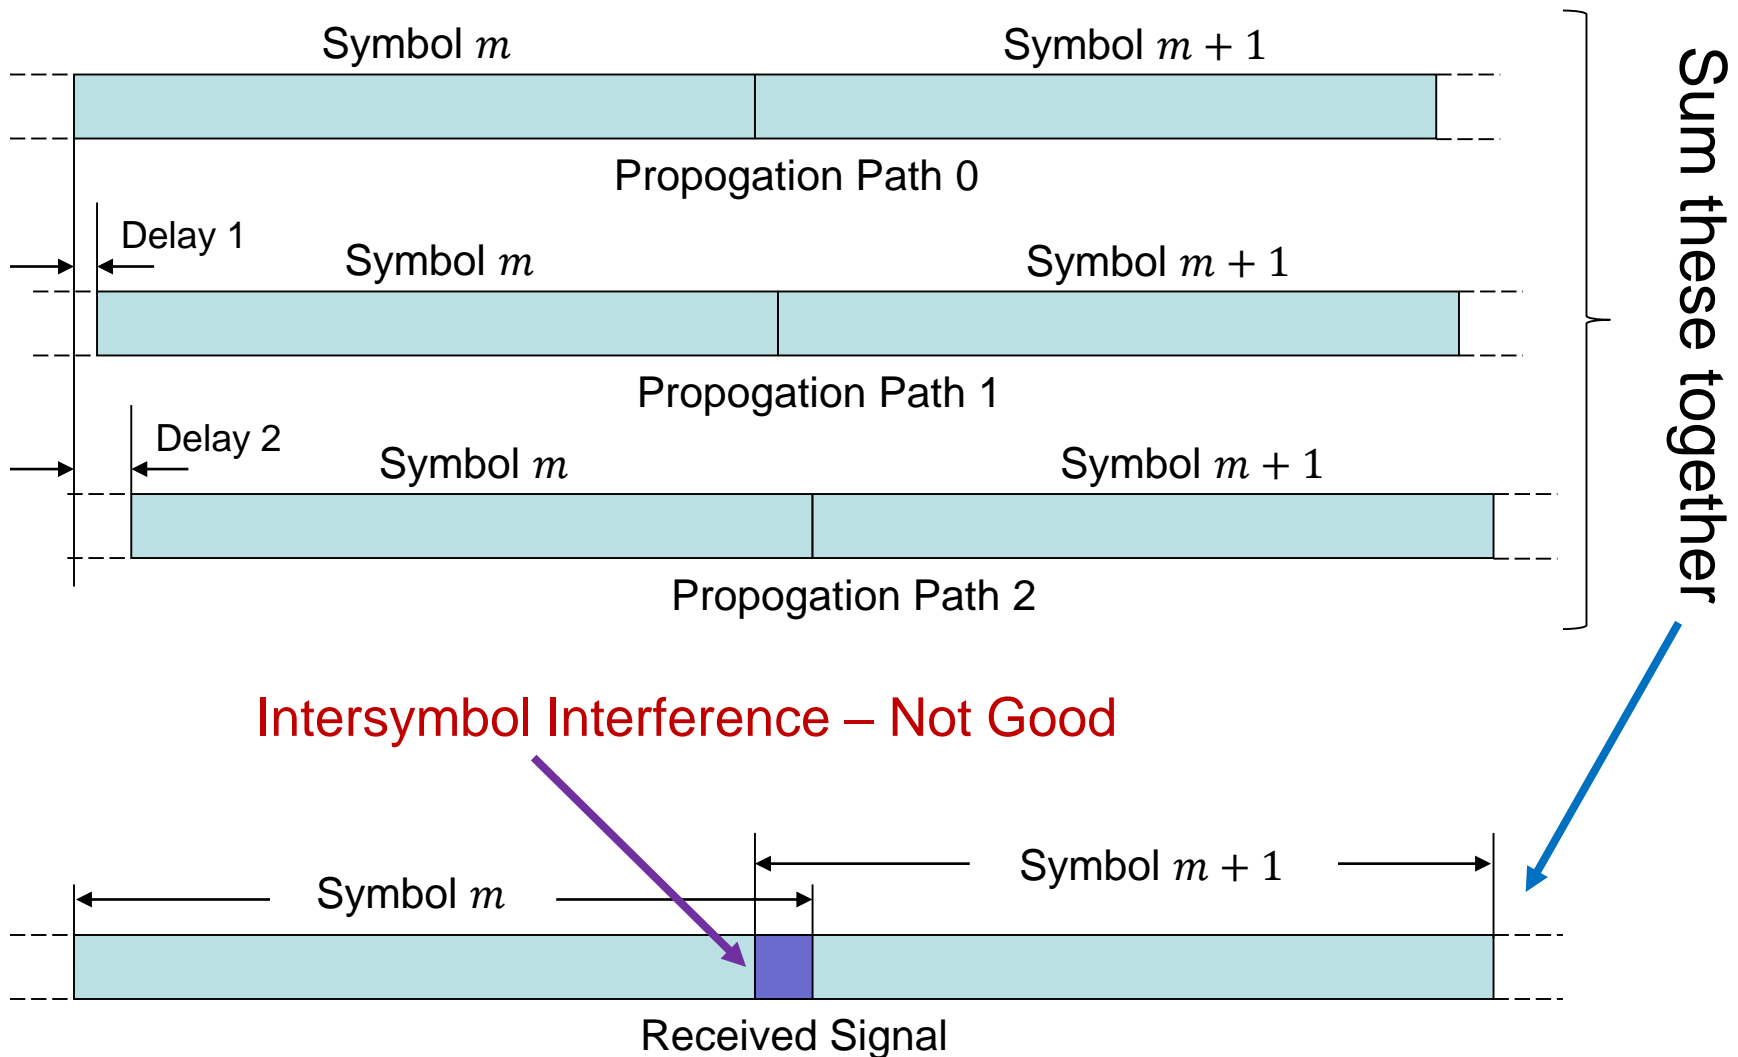 Symbol 𝑚
Symbol 𝑚 + 1
Propogation Path 0
Delay 1
Symbol 𝑚
Symbol 𝑚 + 1
Propogation Path 1
Delay 2
Symbol 𝑚
Symbol 𝑚 + 1
Propogation Path 2
Sum these together
Intersymbol Interference – Not Good
Symbol 𝑚
Symbol 𝑚 + 1
Received Signal